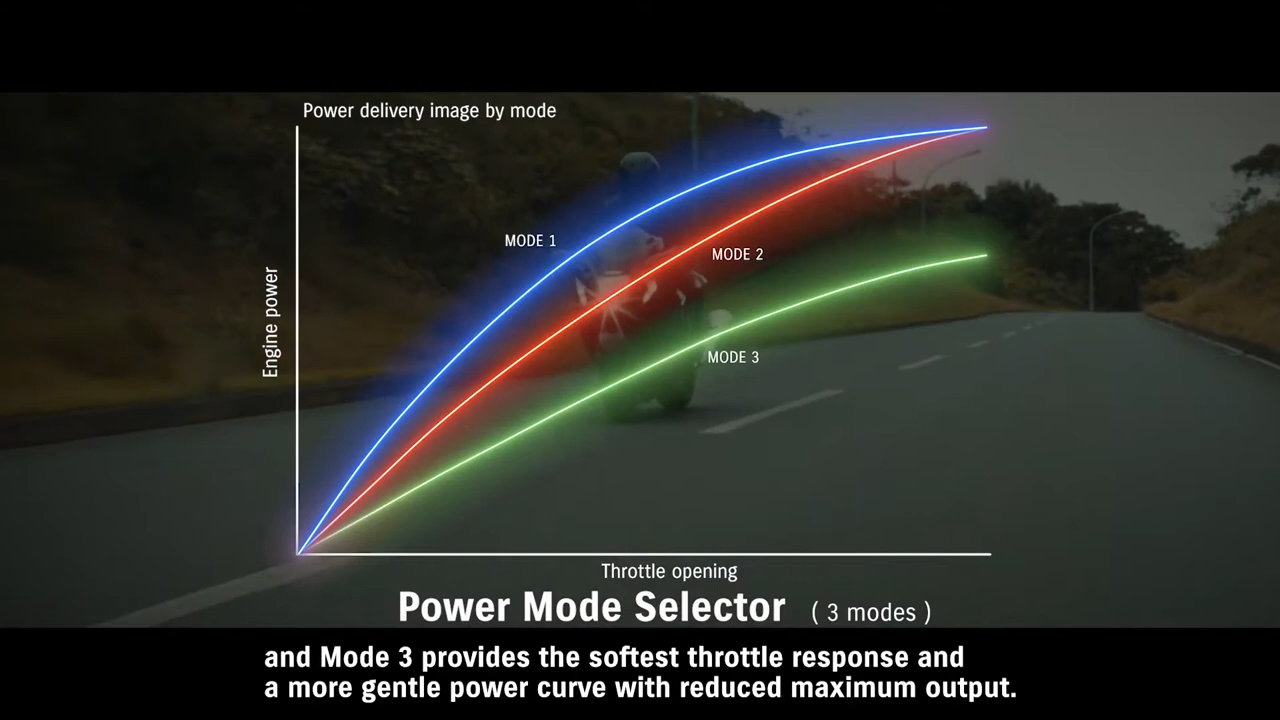 Power delivery image by mode
MODE 1
MODE 2
Engine power
MODE 3
Throttle opening
Power Mode Selector ( 3 modes )
and Mode 3 provides the softest throttle response and
a more gentle power curve with reduced maximum output.